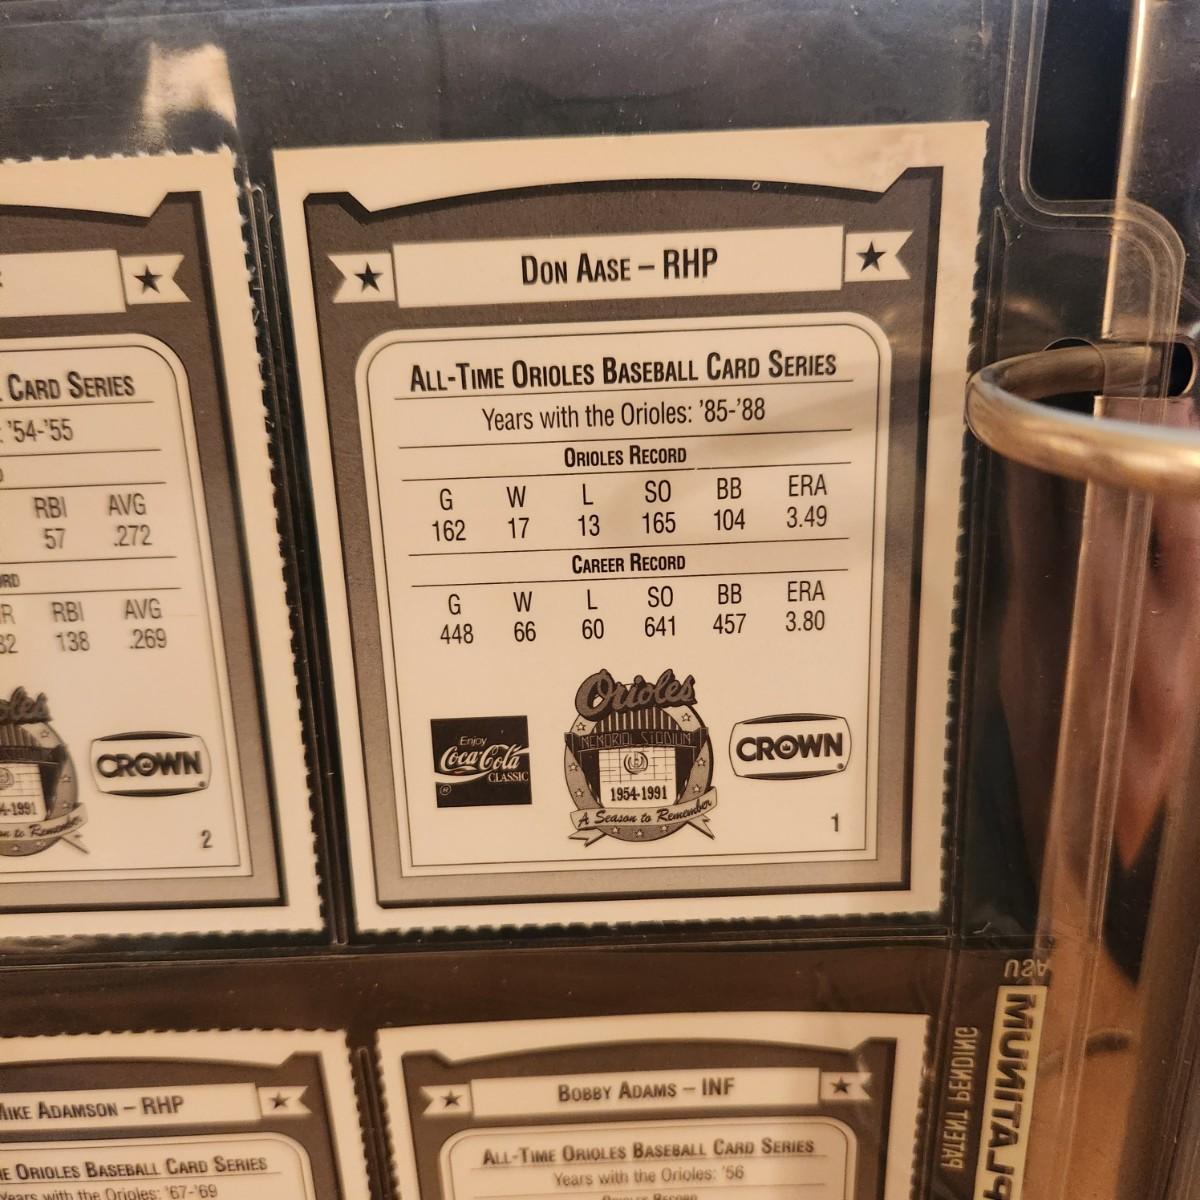 DON AASE – RHP
ALL-TIME ORIOLES BASEBALL CARD SERIES
Years with the Orioles: '85-'88
ORIOLES RECORD
G W L SO BB ERA
162 17 13 165 104 3.49
CAREER RECORD
G W L SO BB ERA
448 66 60 641 457 3.80
Enjoy
Coca-Cola
CLASSIC
®
Orioles
MEMORIAL STADIUM
1954-1991
A Season to Remember
CROWN
1
CARD SERIES
'54-'55
RBI AVG
57 .272
RBI AVG
138 .269
CROWN
2
MIKE ADAMSON – RHP
ORIOLES BASEBALL CARD SERIES
Years with the Orioles: '67-'69
BOBBY ADAMS – INF
ALL-TIME ORIOLES BASEBALL CARD SERIES
Years with the Orioles: '56
ORIOLES RECORD
USA
PATENT PENDING